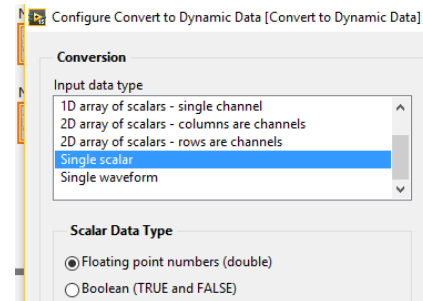 Configure Convert to Dynamic Data [Convert to Dynamic Data]
Conversion
Input data type
1D array of scalars - single channel
2D array of scalars - columns are channels
2D array of scalars - rows are channels
Single scalar
Single waveform
Scalar Data Type
Floating point numbers (double)
Boolean (TRUE and FALSE)